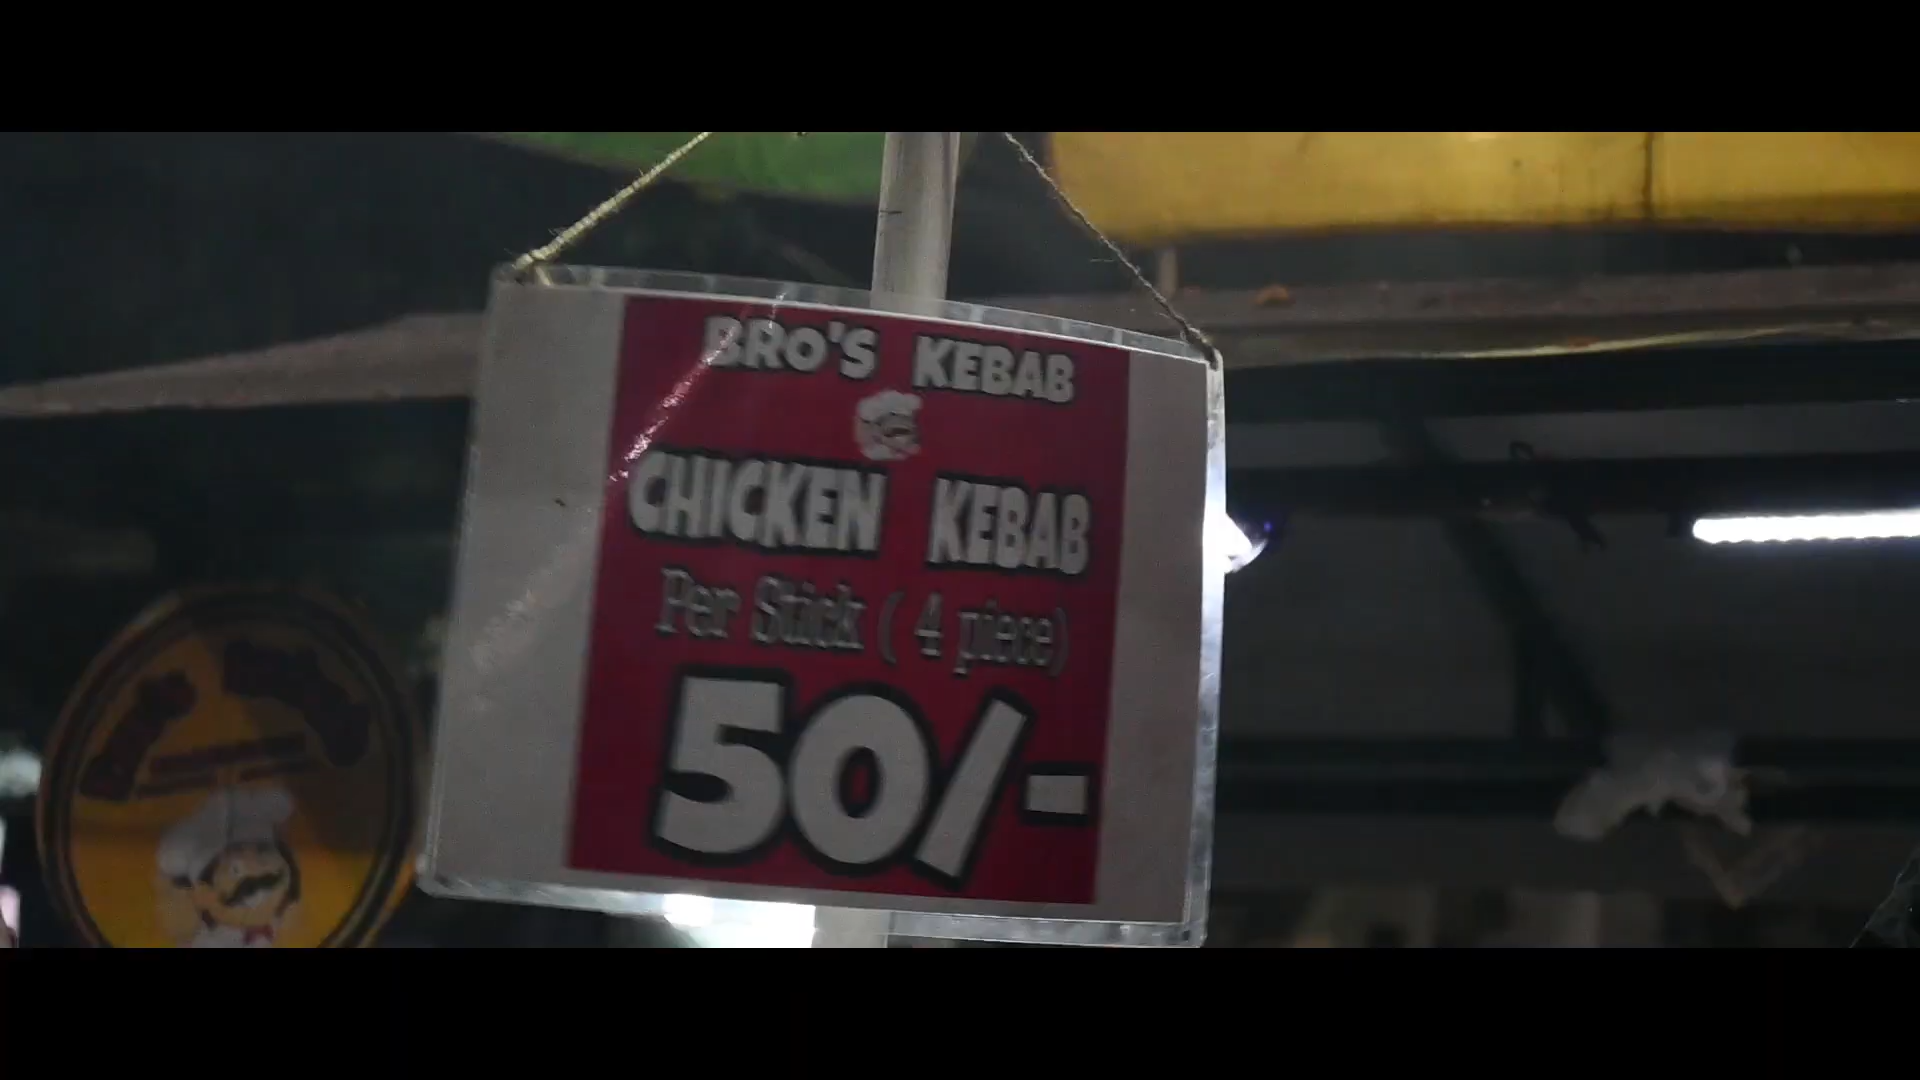 BRO'S KEBAB
CHICKEN KEBAB
Per Stick ( 4 piece)
50/-